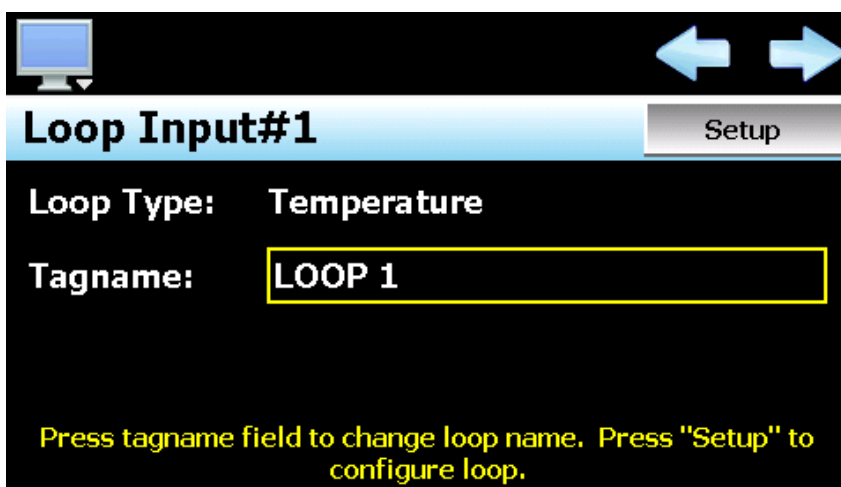 Loop Input#1
Setup
Loop Type: Temperature
Tagname: LOOP 1
Press tagname field to change loop name. Press "Setup" to
configure loop.